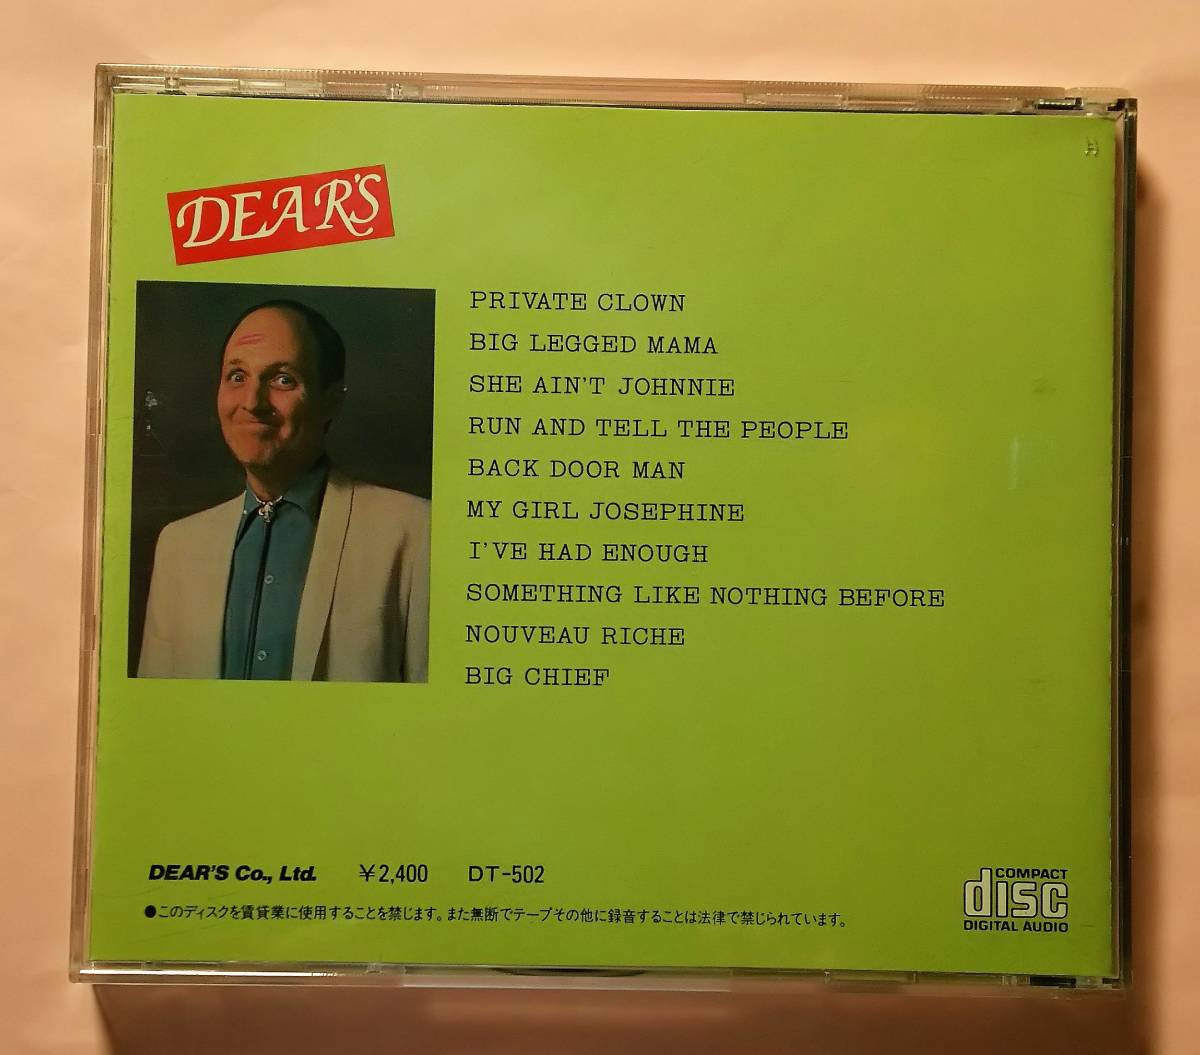 DEAR'S
PRIVATE CLOWN
BIG LEGGED MAMA
SHE AIN'T JOHNNIE
RUN AND TELL THE PEOPLE
BACK DOOR MAN
MY GIRL JOSEPHINE
I'VE HAD ENOUGH
SOMETHING LIKE NOTHING BEFORE
NOUVEAU RICHE
BIG CHIEF
DEAR'S Co., Ltd. ¥2,400 DT-502
●このディスクを賃貸業に使用することを禁じます。また無断でテープその他に録音することは法律で禁じられています。
COMPACT
disc
DIGITAL AUDIO